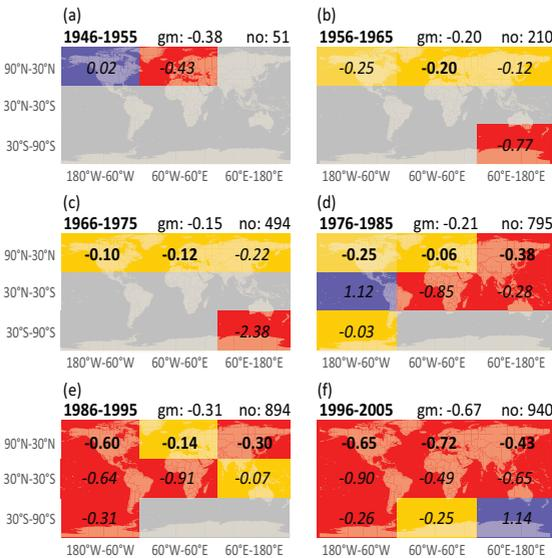 (a)
1946-1955 gm: -0.38 no: 51
90°N-30°N 0.02 -0.43
30°N-30°S
30°S-90°S
180°W-60°W 60°W-60°E 60°E-180°E
(b)
1956-1965 gm: -0.20 no: 210
-0.25 -0.20 -0.12
-0.77
180°W-60°W 60°W-60°E 60°E-180°E
(c)
1966-1975 gm: -0.15 no: 494
90°N-30°N -0.10 -0.12 -0.22
30°N-30°S
30°S-90°S -2.38
180°W-60°W 60°W-60°E 60°E-180°E
(d)
1976-1985 gm: -0.21 no: 795
-0.25 -0.06 -0.38
1.12 -0.85 -0.28
-0.03
180°W-60°W 60°W-60°E 60°E-180°E
(e)
1986-1995 gm: -0.31 no: 894
90°N-30°N -0.60 -0.14 -0.30
30°N-30°S -0.64 -0.91 -0.07
30°S-90°S -0.31
180°W-60°W 60°W-60°E 60°E-180°E
(f)
1996-2005 gm: -0.67 no: 940
-0.65 -0.72 -0.43
-0.90 -0.49 -0.65
-0.26 -0.25 1.14
180°W-60°W 60°W-60°E 60°E-180°E